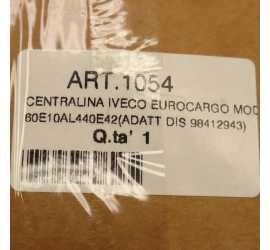 ART.1054
CENTRALINA IVECO EUROCARGO MOD
60E10AL440E42(ADATT DIS 98412943)
Q.ta' 1